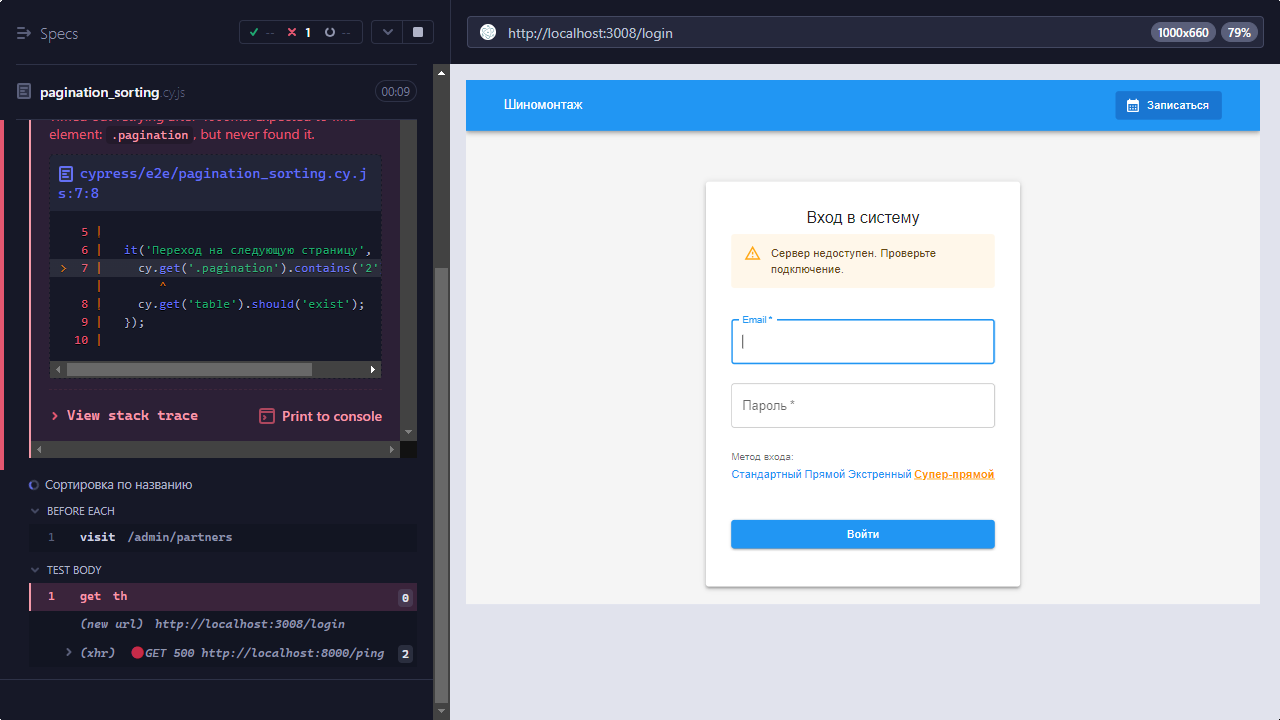 Specs
-- 1 --
http://localhost:3008/login
1000x660
79%
pagination_sorting.cy.js
00:09
element: .pagination, but never found it.
cypress/e2e/pagination_sorting.cy.j
s:7:8
5 |
6 | it('Переход на следующую страницу',
> 7 | cy.get('.pagination').contains('2'
| ^
8 | cy.get('table').should('exist');
9 | });
10 |
> View stack trace
Print to console
Сортировка по названию
BEFORE EACH
1 visit /admin/partners
TEST BODY
1 get th 0
(new url) http://localhost:3008/login
(xhr) GET 500 http://localhost:8000/ping 2
Шиномонтаж
Записаться
Вход в систему
Сервер недоступен. Проверьте
подключение.
Email *
Пароль *
Метод входа:
Стандартный Прямой Экстренный Супер-прямой
Войти